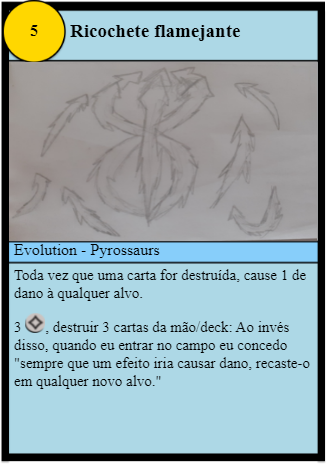 5
Ricochete flamejante
Evolution - Pyrossaurs
Toda vez que uma carta for destruída, cause 1 de
dano à qualquer alvo.
3 , destruir 3 cartas da mão/deck: Ao invés
disso, quando eu entrar no campo eu concedo
"sempre que um efeito iria causar dano, recaste-o
em qualquer novo alvo."